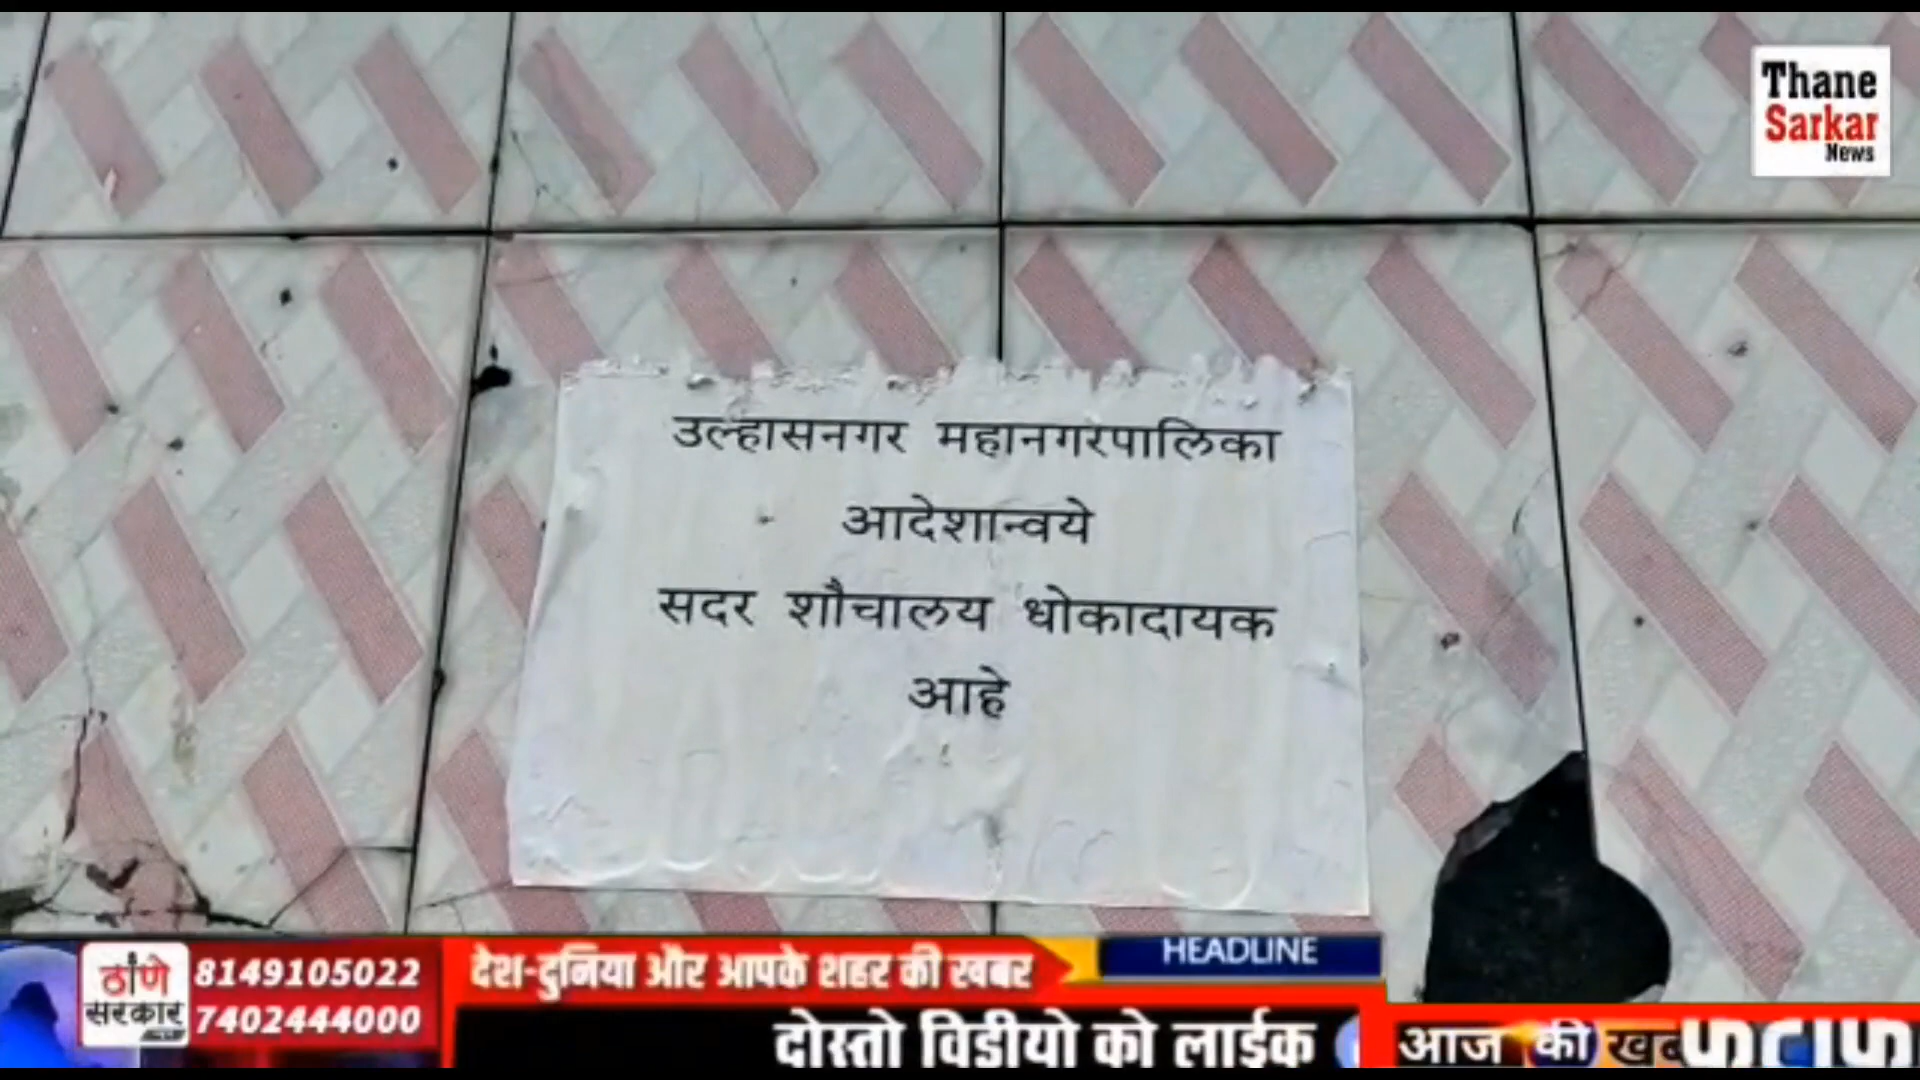 Thane
Sarkar
News
उल्हासनगर महानगरपालिका
आदेशान्वये
सदर शौचालय धोकादायक
आहे
ठाणे
सरकार
8149105022
7402444000
देश-दुनिया और आपके शहर की खबर
HEADLINE
दोस्तो विडीयो को लाईक
आज की